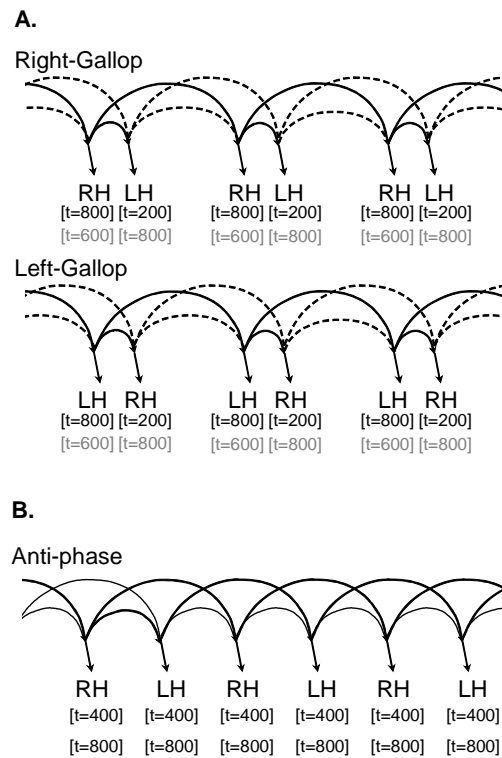 A.
Right-Gallop
RH LH RH LH RH LH
[t=800] [t=200] [t=800] [t=200] [t=800] [t=200]
[t=600] [t=800] [t=600] [t=800] [t=600] [t=800]
Left-Gallop
LH RH LH RH LH RH
[t=800] [t=200] [t=800] [t=200] [t=800] [t=200]
[t=600] [t=800] [t=600] [t=800] [t=600] [t=800]
B.
Anti-phase
RH LH RH LH RH LH
[t=400] [t=400] [t=400] [t=400] [t=400] [t=400]
[t=800] [t=800] [t=800] [t=800] [t=800] [t=800]